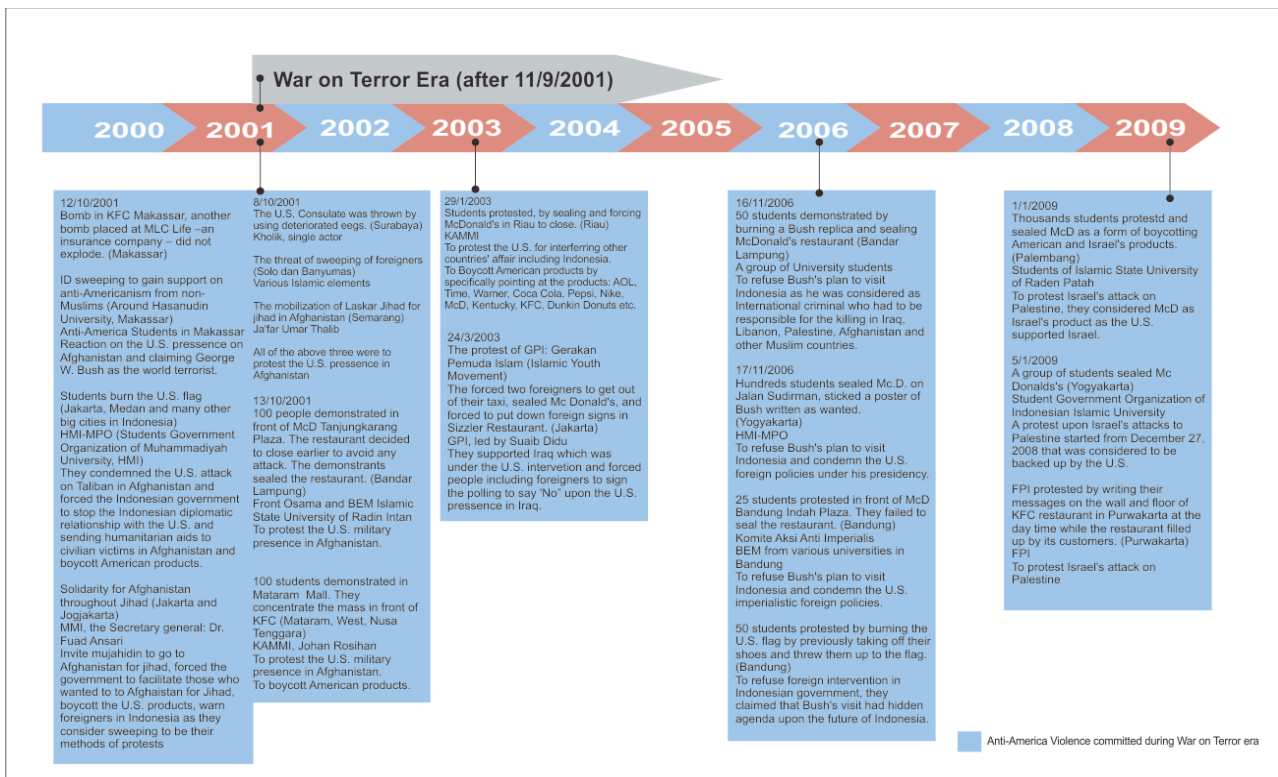 War on Terror Era (after 11/9/2001)
2000
2001
2002
2003
2004
2005
2006
2007
2008
2009
12/10/2001
Bomb in KFC Makassar, another
bomb placed at MLC Life –an
insurance company – did not
explode. (Makassar)
ID sweeping to gain support on
anti-Americanism from non-
Muslims (Around Hasanudin
University, Makassar)
Anti-America Students in Makassar
Reaction on the U.S. pressence on
Afghanistan and claiming George
W. Bush as the world terrorist.
Students burn the U.S. flag
(Jakarta, Medan and many other
big cities in Indonesia)
HMI-MPO (Students Government
Organization of Muhammadiyah
University, HMI)
They condemned the U.S. attack
on Taliban in Afghanistan and
forced the Indonesian government
to stop the Indonesian diplomatic
relationship with the U.S. and
sending humanitarian aids to
civilian victims in Afghanistan and
boycott American products.
Solidarity for Afghanistan
throughout Jihad (Jakarta and
Jogjakarta)
MMI, the Secretary general: Dr.
Fuad Ansari
Invite mujahidin to go to
Afghanistan for jihad, forced the
government to facilitate those who
wanted to to Afghaistan for Jihad,
boycott the U.S. products, warn
foreigners in Indonesia as they
consider sweeping to be their
methods of protests
8/10/2001
The U.S. Consulate was thrown by
using deteriorated eegs. (Surabaya)
Kholik, single actor
The threat of sweeping of foreigners
(Solo dan Banyumas)
Various Islamic elements
The mobilization of Laskar Jihad for
jihad in Afghanistan (Semarang)
Ja'far Umar Thalib
All of the above three were to
protest the U.S. pressence in
Afghanistan
13/10/2001
100 people demonstrated in
front of McD Tanjungkarang
Plaza. The restaurant decided
to close earlier to avoid any
attack. The demonstrants
sealed the restaurant. (Bandar
Lampung)
Front Osama and BEM Islamic
State University of Radin Intan
To protest the U.S. military
presence in Afghanistan.
100 students demonstrated in
Mataram Mall. They
concentrate the mass in front of
KFC (Mataram, West, Nusa
Tenggara)
KAMMI, Johan Rosihan
To protest the U.S. military
presence in Afghanistan.
To boycott American products.
29/1/2003
Students protested, by sealing and forcing
McDonald's in Riau to close. (Riau)
KAMMI
To protest the U.S. for interfering other
countries' affair including Indonesia.
To Boycott American products by
specifically pointing at the products: AOL,
Time, Warner, Coca Cola, Pepsi, Nike,
McD, Kentucky, KFC, Dunkin Donuts etc.
24/3/2003
The protest of GPI: Gerakan
Pemuda Islam (Islamic Youth
Movement)
The forced two foreigners to get out
of their taxi, sealed Mc Donald's, and
forced to put down foreign signs in
Sizzler Restaurant. (Jakarta)
GPI, led by Suaib Didu
They supported Iraq which was
under the U.S. intervetion and forced
people including foreigners to sign
the polling to say 'No" upon the U.S.
pressence in Iraq.
16/11/2006
50 students demonstrated by
burning a Bush replica and sealing
McDonald's restaurant (Bandar
Lampung)
A group of University students
To refuse Bush's plan to visit
Indonesia as he was considered as
International criminal who had to be
responsible for the killing in Iraq,
Libanon, Palestine, Afghanistan and
other Muslim countries.
17/11/2006
Hundreds students sealed Mc.D. on
Jalan Sudirman, sticked a poster of
Bush written as wanted.
(Yogyakarta)
HMI-MPO
To refuse Bush's plan to visit
Indonesia and condemn the U.S.
foreign policies under his presidency.
25 students protested in front of McD
Bandung Indah Plaza. They failed to
seal the restaurant. (Bandung)
Komite Aksi Anti Imperialis
BEM from various universities in
Bandung
To refuse Bush's plan to visit
Indonesia and condemn the U.S.
imperialistic foreign policies.
50 students protested by burning the
U.S. flag by previously taking off their
shoes and threw them up to the flag.
(Bandung)
To refuse foreign intervention in
Indonesian government, they
claimed that Bush's visit had hidden
agenda upon the future of Indonesia.
1/1/2009
Thousands students protestd and
sealed McD as a form of boycotting
American and Israel's products.
(Palembang)
Students of Islamic State University
of Raden Patah
To protest Israel's attack on
Palestine, they considered McD as
Israel's product as the U.S.
supported Israel.
5/1/2009
A group of students sealed Mc
Donalds's (Yogyakarta)
Student Government Organization of
Indonesian Islamic University
A protest upon Israel's attacks to
Palestine started from December 27,
2008 that was considered to be
backed up by the U.S.
FPI protested by writing their
messages on the wall and floor of
KFC restaurant in Purwakarta at the
day time while the restaurant filled
up by its customers. (Purwakarta)
FPI
To protest Israel's attack on
Palestine
Anti-America Violence committed during War on Terror era